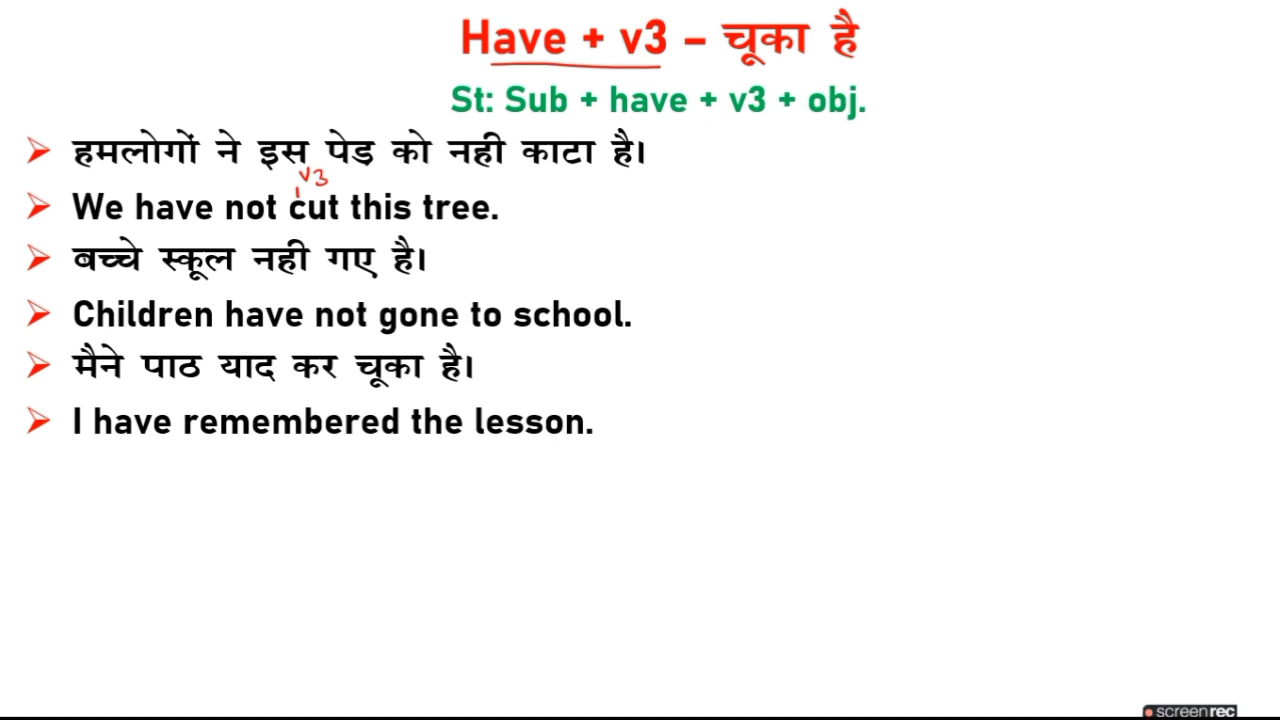 Have + v3 – चूका है
St: Sub + have + v3 + obj.
➤ हमलोगों ने इस पेड़ को नही काटा है।
v3
➤ We have not cut this tree.
➤ बच्चे स्कूल नही गए है।
➤ Children have not gone to school.
➤ मैने पाठ याद कर चूका है।
➤ I have remembered the lesson.
screenrec